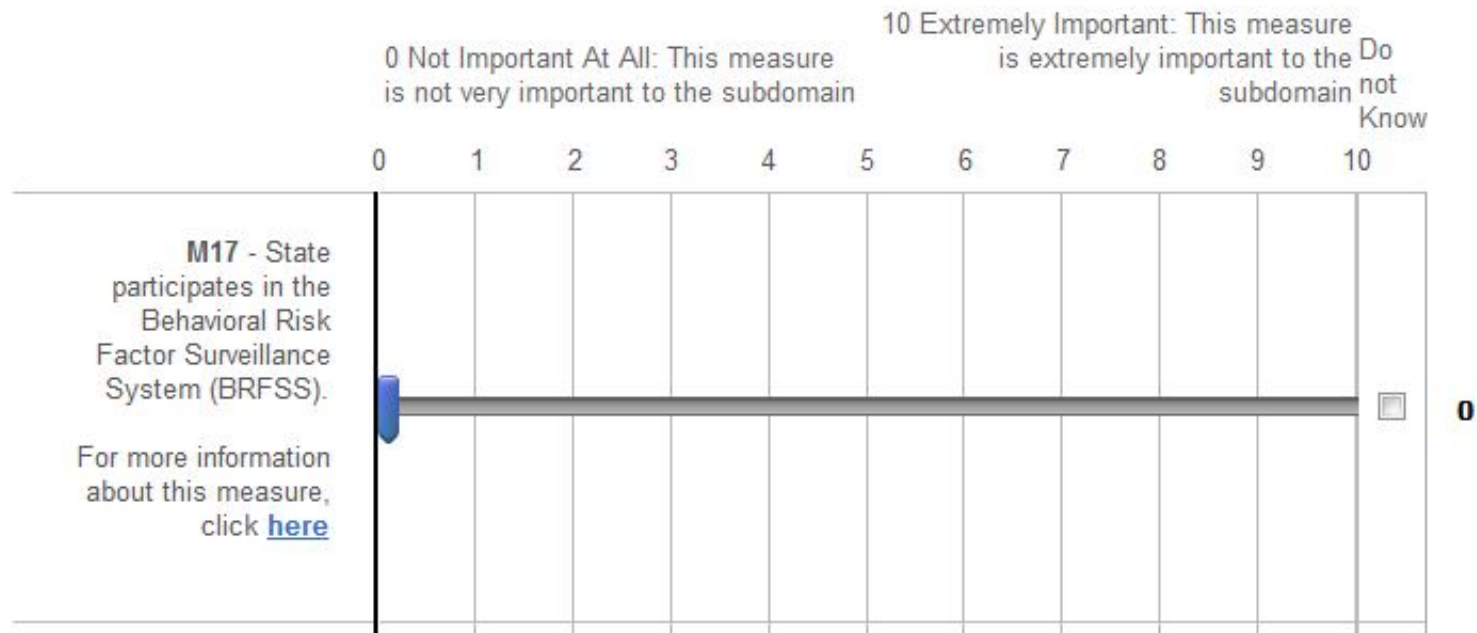 0 Not Important At All: This measure
is not very important to the subdomain
10 Extremely Important: This measure
is extremely important to the
subdomain
Do
not
Know
0 1 2 3 4 5 6 7 8 9 10
M17 - State
participates in the
Behavioral Risk
Factor Surveillance
System (BRFSS).
For more information
about this measure,
click here
0